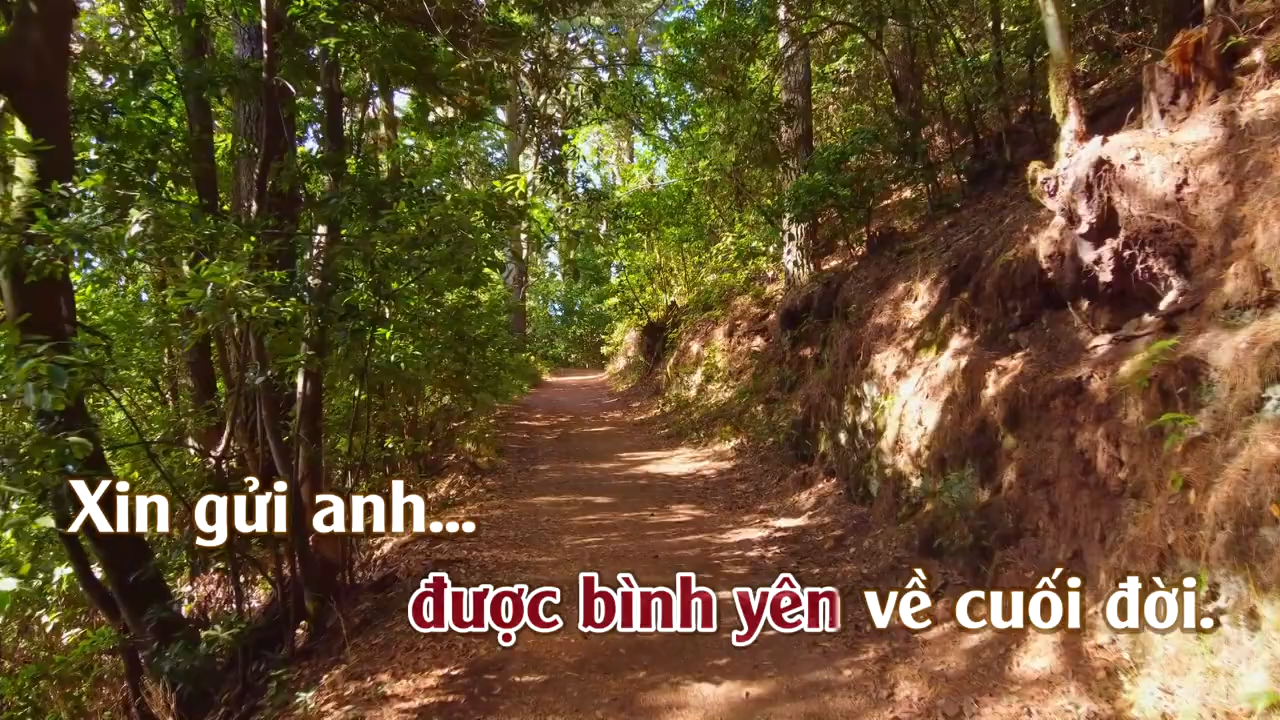 Xin gửi anh...
được bình yên về cuối đời.